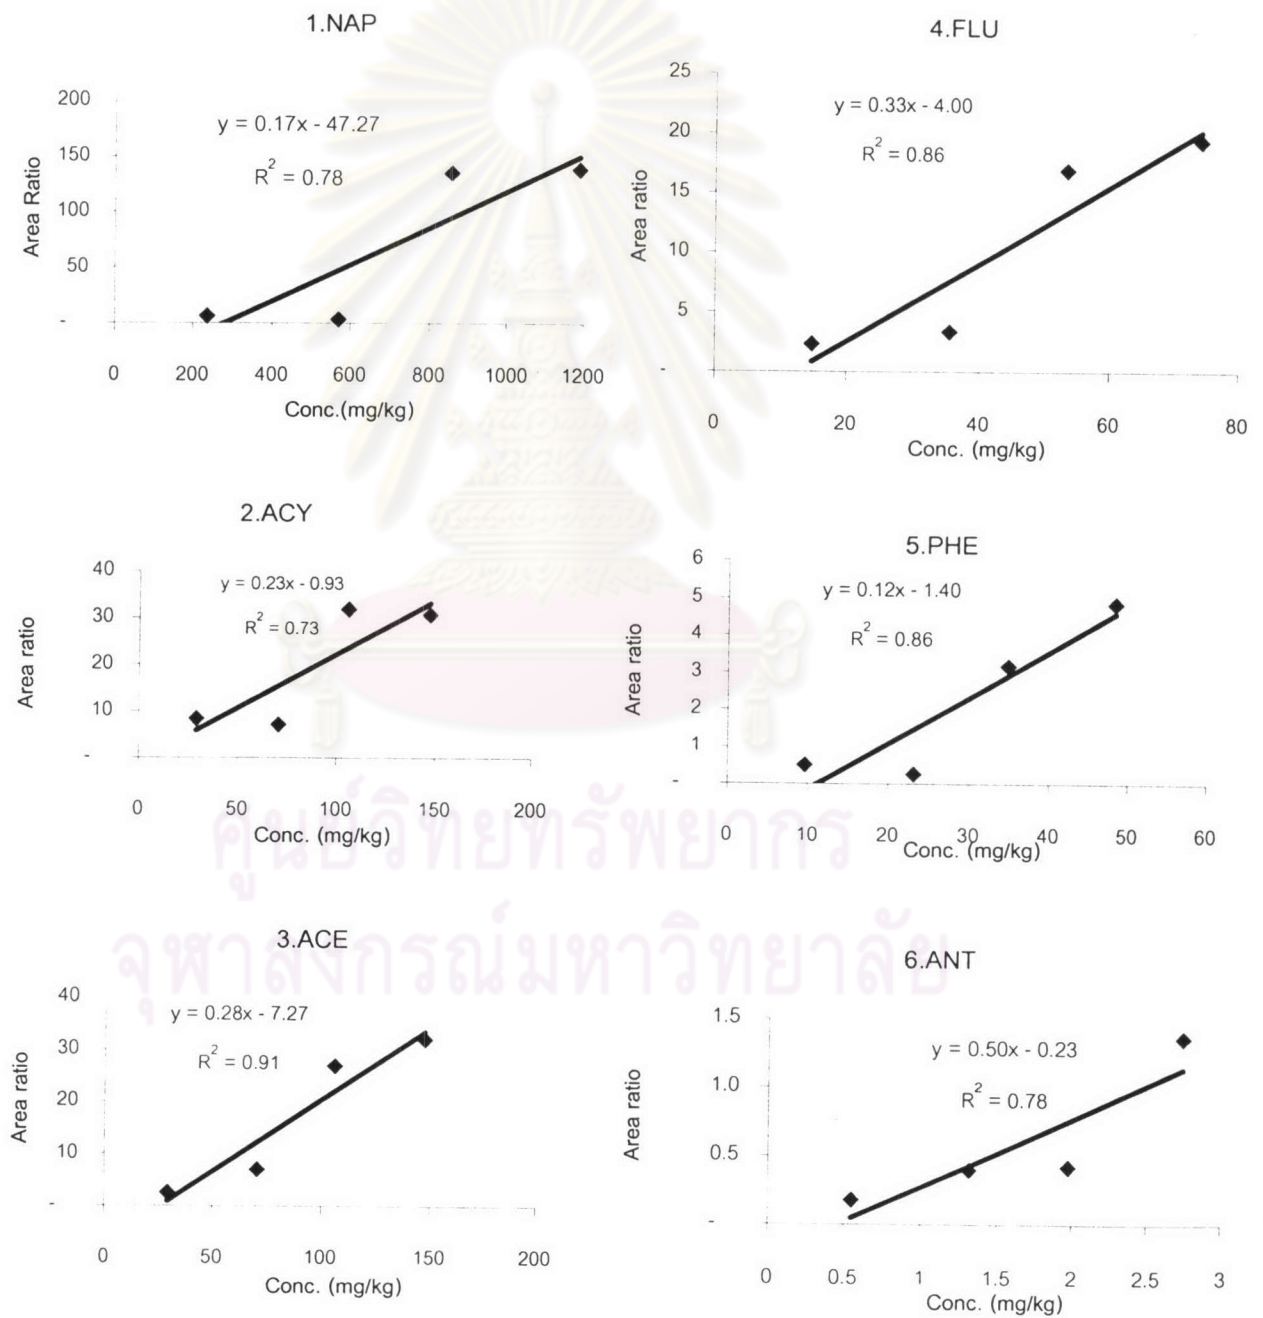 1.NAP
200
150
100
50
-
Area Ratio
y = 0.17x - 47.27
R² = 0.78
0 200 400 600 800 1000 1200
Conc.(mg/kg)
4.FLU
25
20
15
10
5
-
Area ratio
y = 0.33x - 4.00
R² = 0.86
0 20 40 60 80
Conc. (mg/kg)
2.ACY
40
30
20
10
-
Area ratio
y = 0.23x - 0.93
R² = 0.73
0 50 100 150 200
Conc. (mg/kg)
5.PHE
6
5
4
3
2
1
-
Area ratio
y = 0.12x - 1.40
R² = 0.86
0 10 20 30 40 50 60
Conc. (mg/kg)
ศูนย์วิทยทรัพยากร
จุฬาลงกรณ์มหาวิทยาลัย
3.ACE
40
30
20
10
-
Area ratio
y = 0.28x - 7.27
R² = 0.91
0 50 100 150 200
Conc. (mg/kg)
6.ANT
1.5
1.0
0.5
-
Area ratio
y = 0.50x - 0.23
R² = 0.78
0 0.5 1 1.5 2 2.5 3
Conc. (mg/kg)